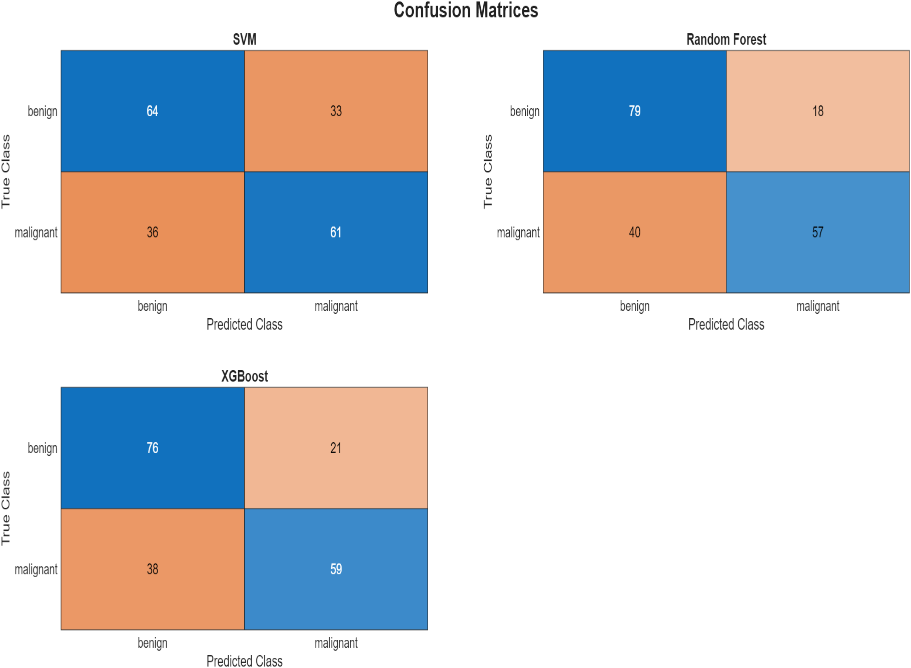 Confusion Matrices
SVM
True Class
benign
64
33
malignant
36
61
benign
malignant
Predicted Class
Random Forest
True Class
benign
79
18
malignant
40
57
benign
malignant
Predicted Class
XGBoost
True Class
benign
76
21
malignant
38
59
benign
malignant
Predicted Class